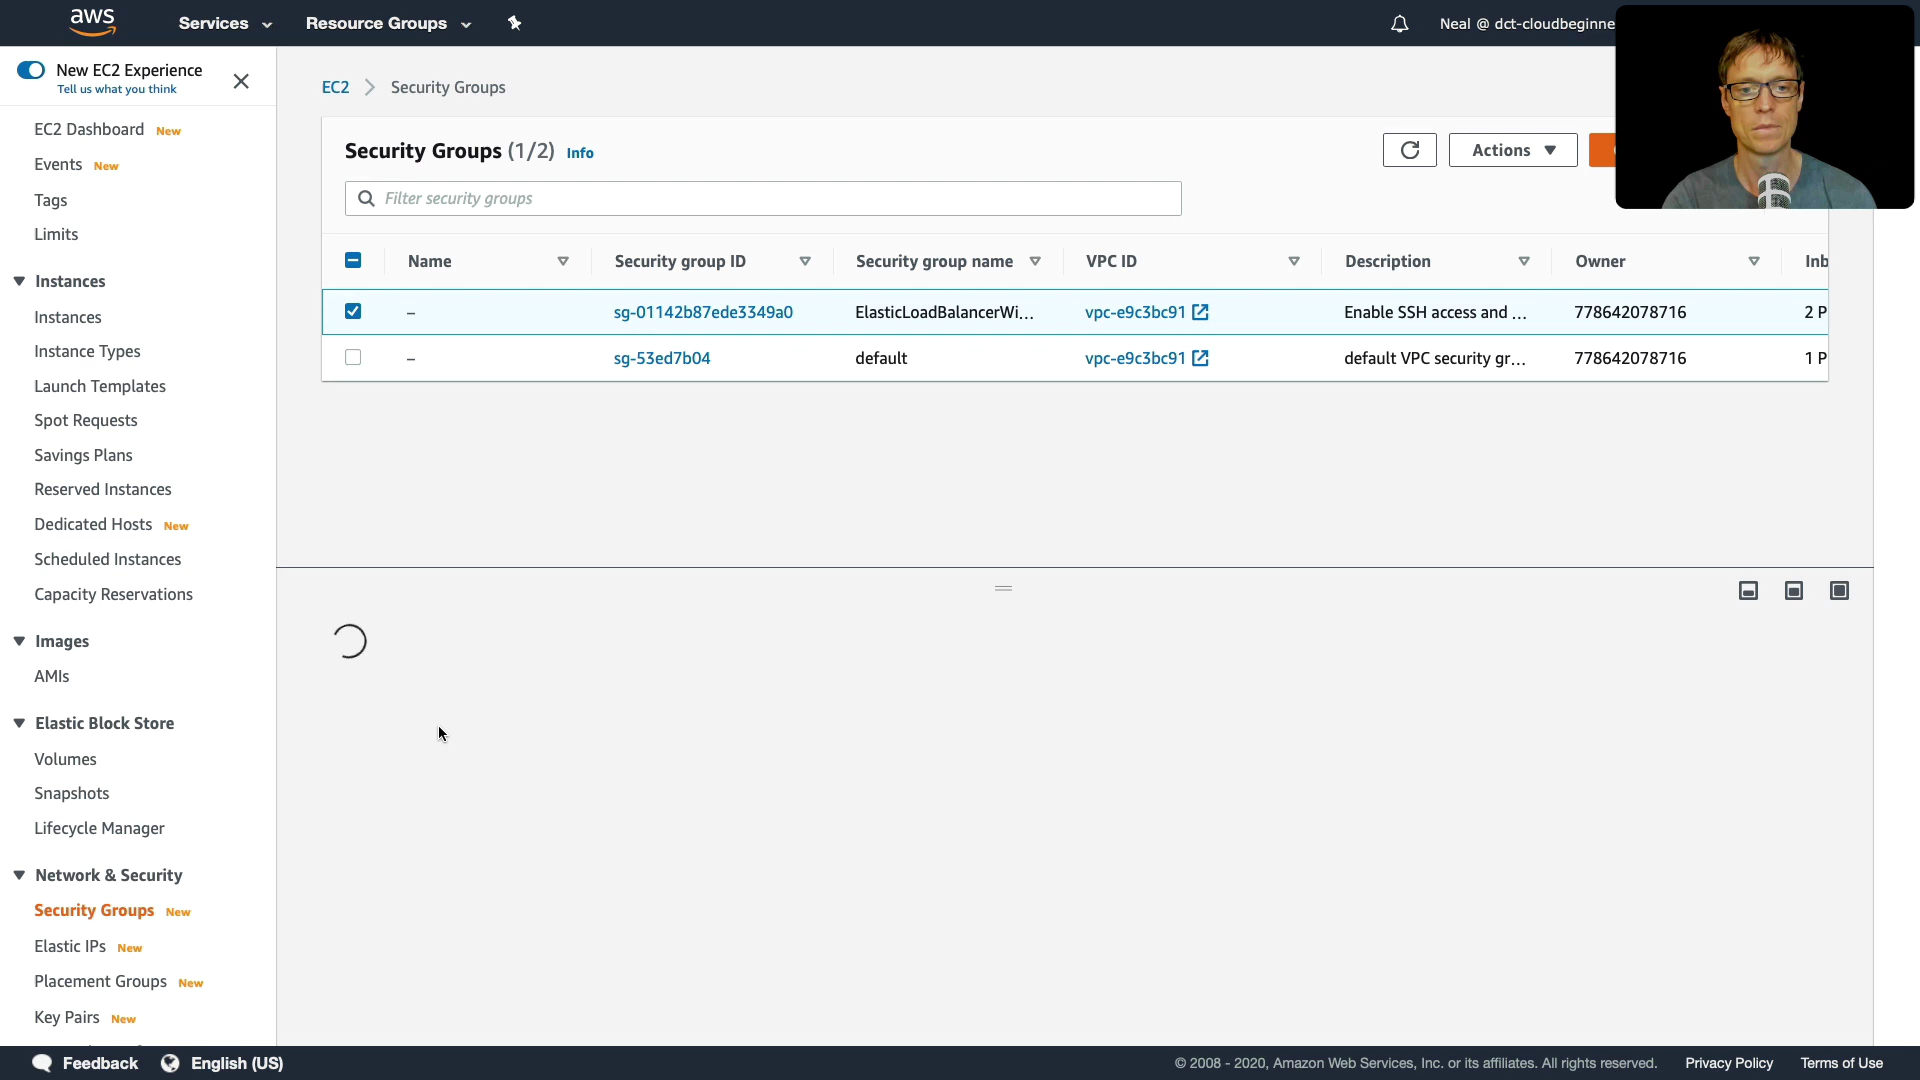 aws Services Resource Groups Neal @ dct-cloudbeginne
New EC2 Experience
Tell us what you think
EC2 Dashboard New
Events New
Tags
Limits
Instances
Instances
Instance Types
Launch Templates
Spot Requests
Savings Plans
Reserved Instances
Dedicated Hosts New
Scheduled Instances
Capacity Reservations
Images
AMIs
Elastic Block Store
Volumes
Snapshots
Lifecycle Manager
Network & Security
Security Groups New
Elastic IPs New
Placement Groups New
Key Pairs New
EC2 > Security Groups
Security Groups (1/2) Info
Actions
Filter security groups
Name Security group ID Security group name VPC ID Description Owner Inb
– sg-01142b87ede3349a0 ElasticLoadBalancerWi... vpc-e9c3bc91 Enable SSH access and ... 778642078716 2 P
– sg-53ed7b04 default vpc-e9c3bc91 default VPC security gr... 778642078716 1 P
Feedback English (US) © 2008 - 2020, Amazon Web Services, Inc. or its affiliates. All rights reserved. Privacy Policy Terms of Use